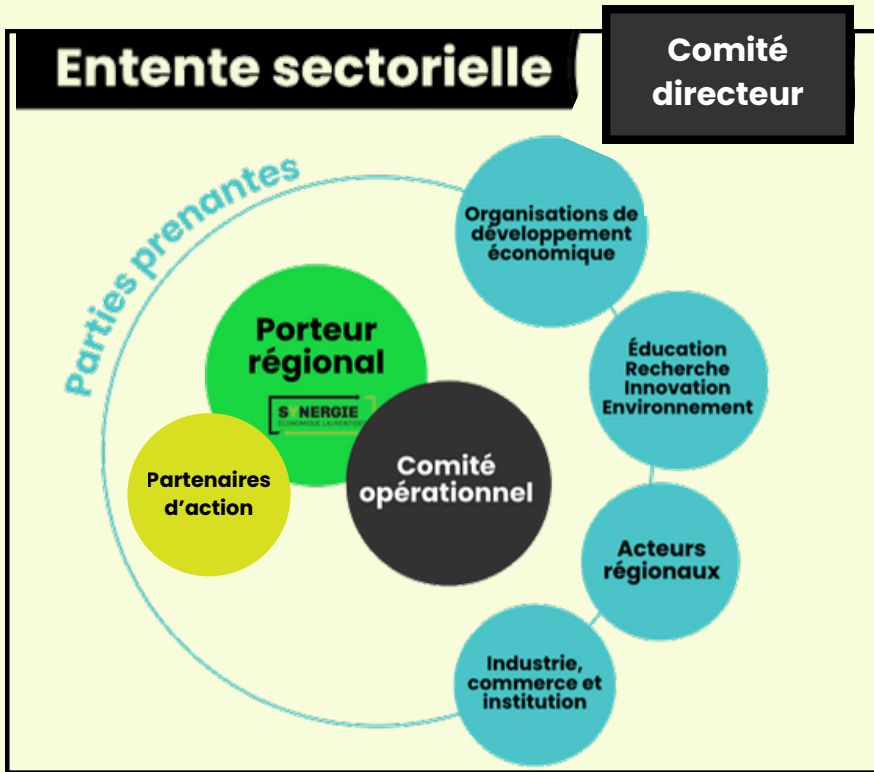 Entente sectorielle
Comité
directeur
Parties prenantes
Organisations de
développement
économique
Porteur
régional
SYNERGIE
ÉCONOMIQUE LAURENTIDES
Éducation
Recherche
Innovation
Environnement
Partenaires
d’action
Comité
opérationnel
Acteurs
régionaux
Industrie,
commerce et
institution